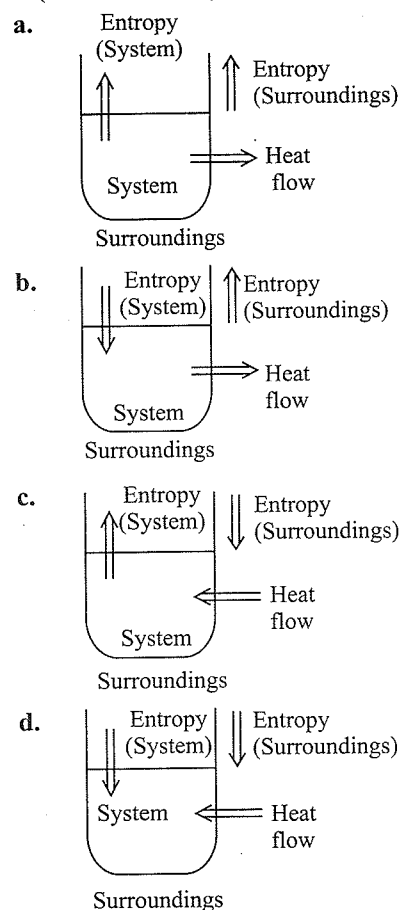 a.
Entropy
(System)
Entropy
(Surroundings)
Heat
flow
System
Surroundings
b.
Entropy
(System)
Entropy
(Surroundings)
Heat
flow
System
Surroundings
c.
Entropy
(System)
Entropy
(Surroundings)
Heat
flow
System
Surroundings
d.
Entropy
(System)
Entropy
(Surroundings)
System
Heat
flow
Surroundings